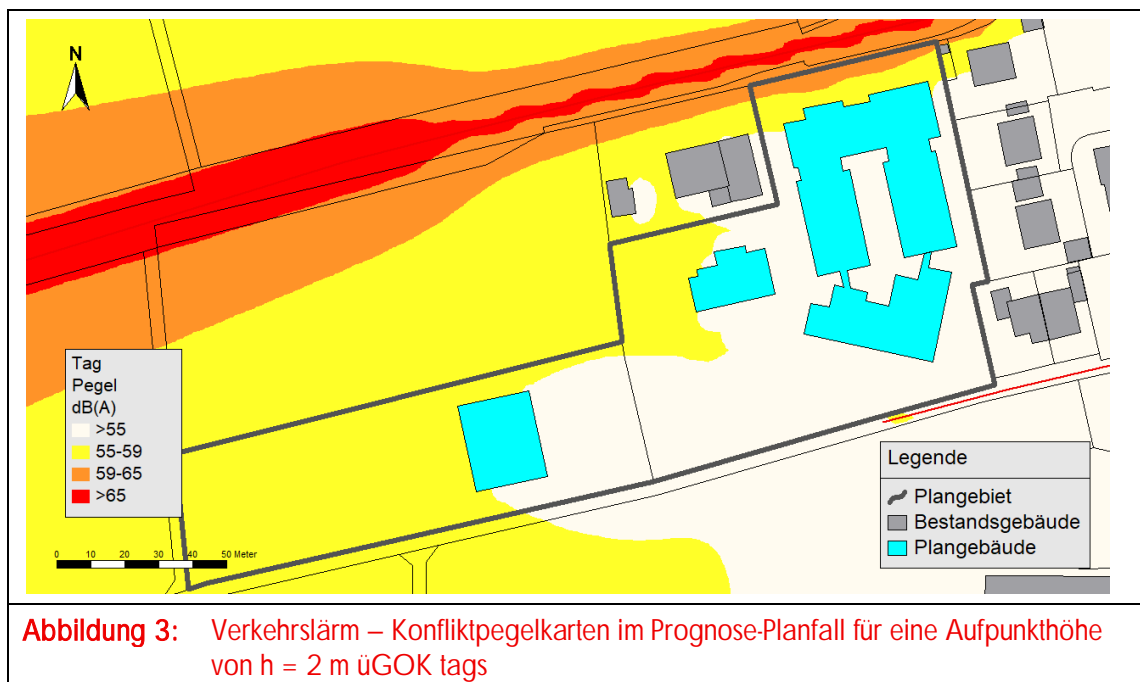 N
Tag
Pegel
dB(A)
>55
55-59
59-65
>65
0 10 20 30 40 50 Meter
Legende
Plangebiet
Bestandsgebäude
Plangebäude
Abbildung 3: Verkehrslärm – Konfliktpegelkarten im Prognose-Planfall für eine Aufpunkthöhe
von h = 2 m üGOK tags